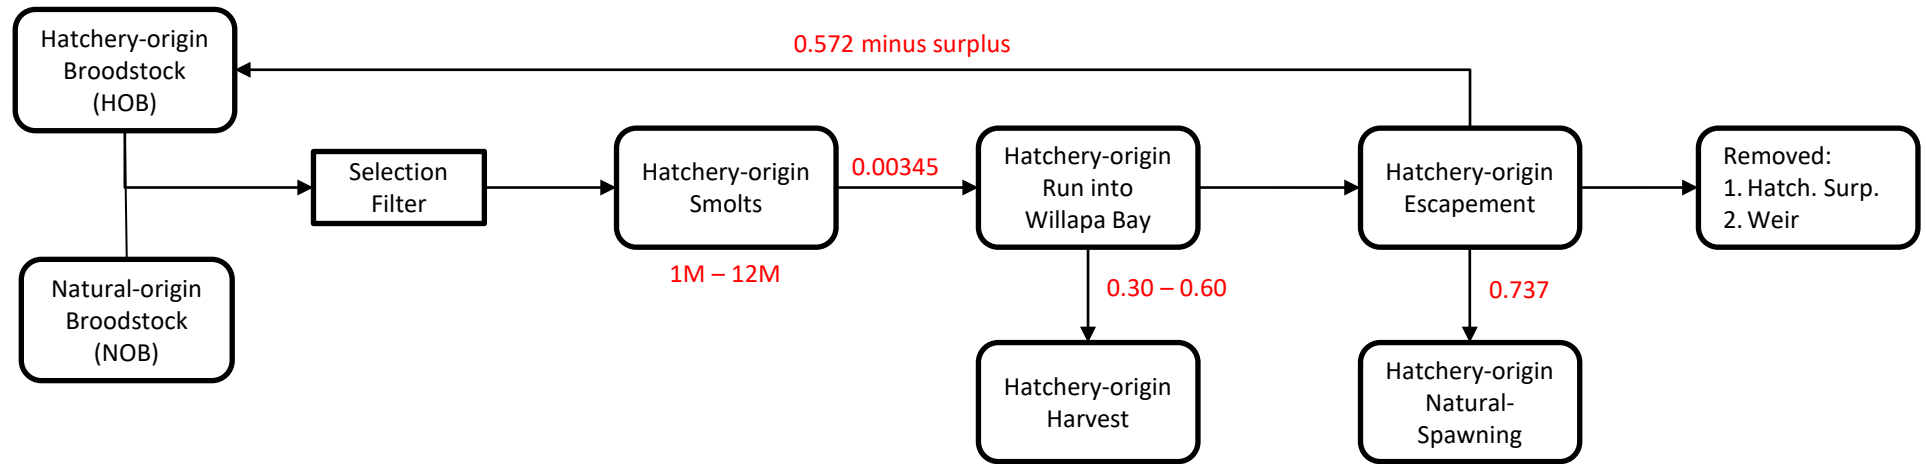 Hatchery-origin
Broodstock
(HOB)
0.572 minus surplus
Selection
Filter
Hatchery-origin
Smolts
1M – 12M
0.00345
Hatchery-origin
Run into
Willapa Bay
0.30 – 0.60
Hatchery-origin
Escapement
0.737
Removed:
1. Hatch. Surp.
2. Weir
Natural-origin
Broodstock
(NOB)
Hatchery-origin
Harvest
Hatchery-origin
Natural-
Spawning